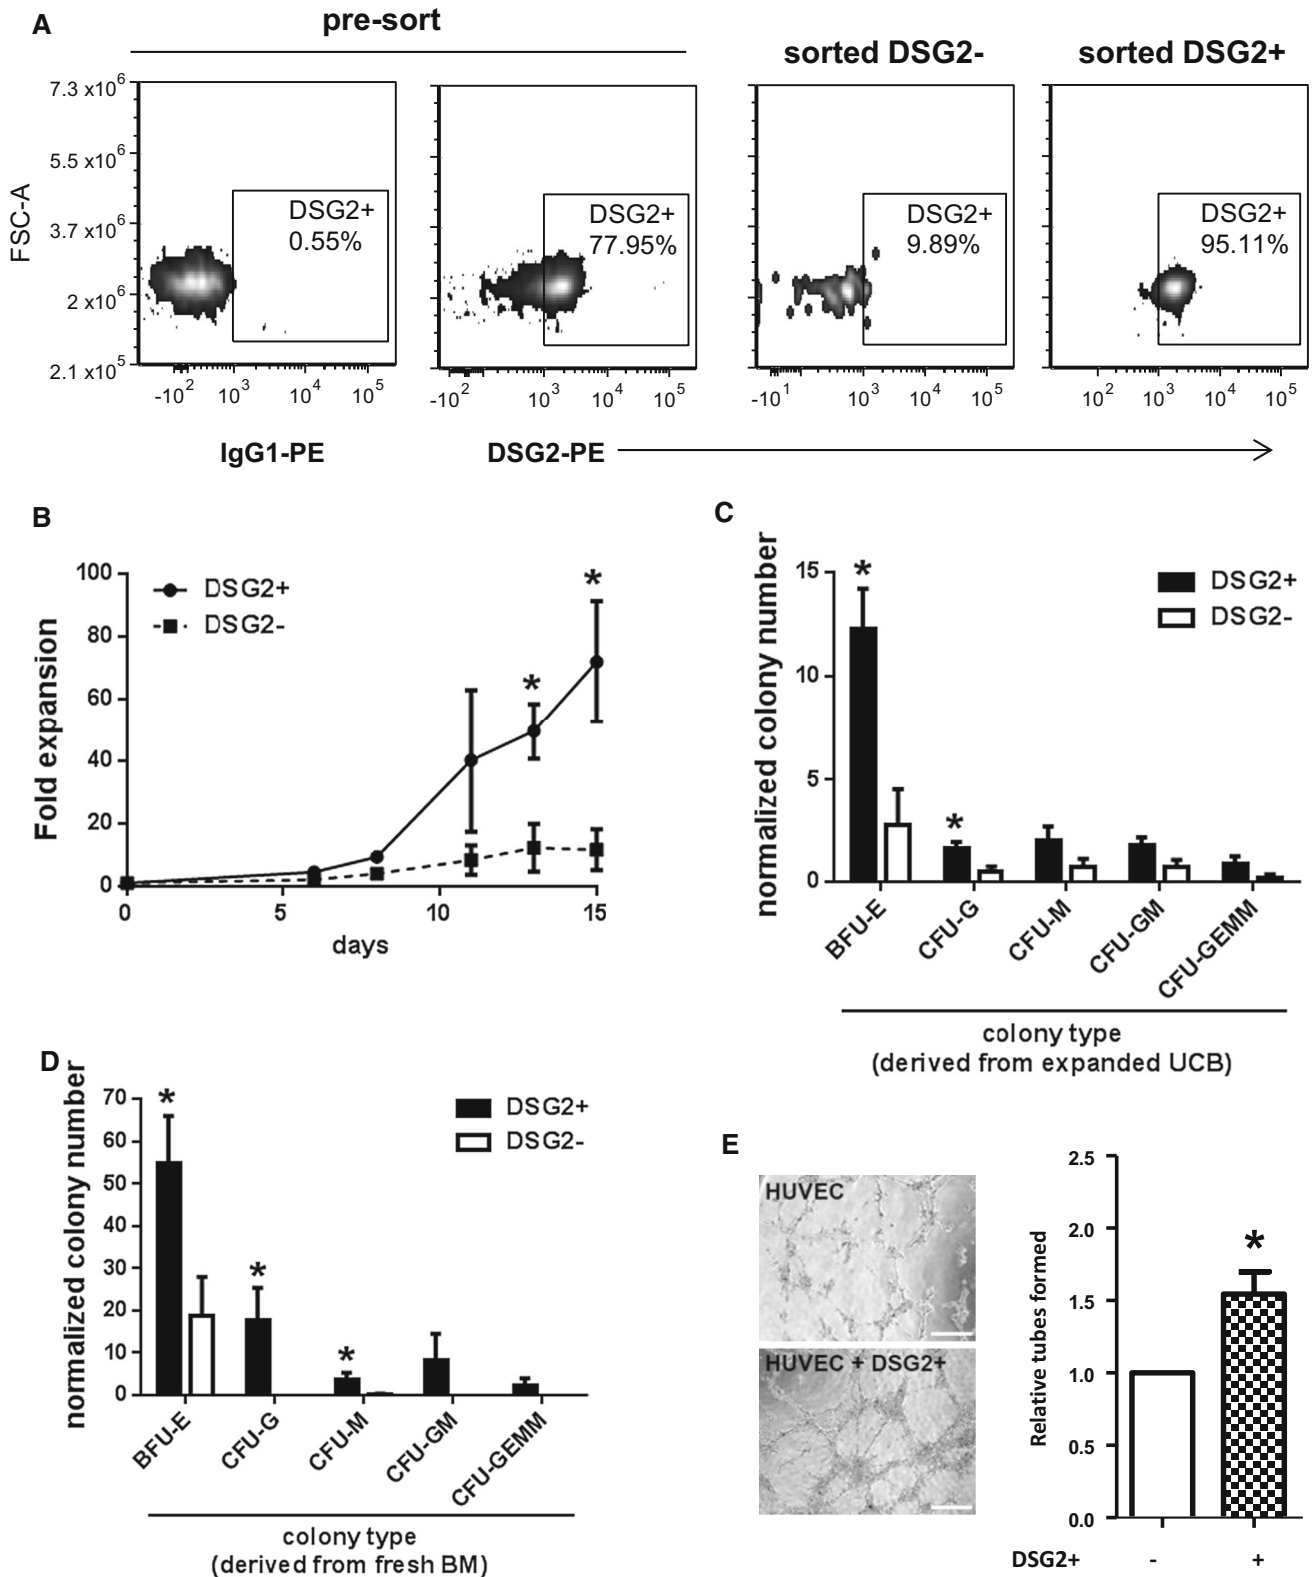 A
pre-sort
sorted DSG2-
sorted DSG2+
FSC-A
7.3 x10^6
5.5 x10^6
3.7 x10^6
2 x10^6
2.1 x10^5
DSG2+
0.55%
DSG2+
77.95%
DSG2+
9.89%
DSG2+
95.11%
-10^2 10^3 10^4 10^5
-10^2 10^3 10^4 10^5
-10^1 10^3 10^4 10^5
10^2 10^3 10^4 10^5
IgG1-PE
DSG2-PE
B
Fold expansion
100
80
60
40
20
0
DSG2+
DSG2-
*
*
0 5 10 15
days
C
normalized colony number
15
10
5
0
*
*
DSG2+
DSG2-
BFU-E
CFU-G
CFU-M
CFU-GM
CFU-GEMM
colony type
(derived from expanded UCB)
D
normalized colony number
70
60
50
40
30
20
10
0
*
*
*
DSG2+
DSG2-
BFU-E
CFU-G
CFU-M
CFU-GM
CFU-GEMM
colony type
(derived from fresh BM)
E
HUVEC
HUVEC + DSG2+
Relative tubes formed
2.5
2.0
1.5
1.0
0.5
0.0
*
DSG2+ - +